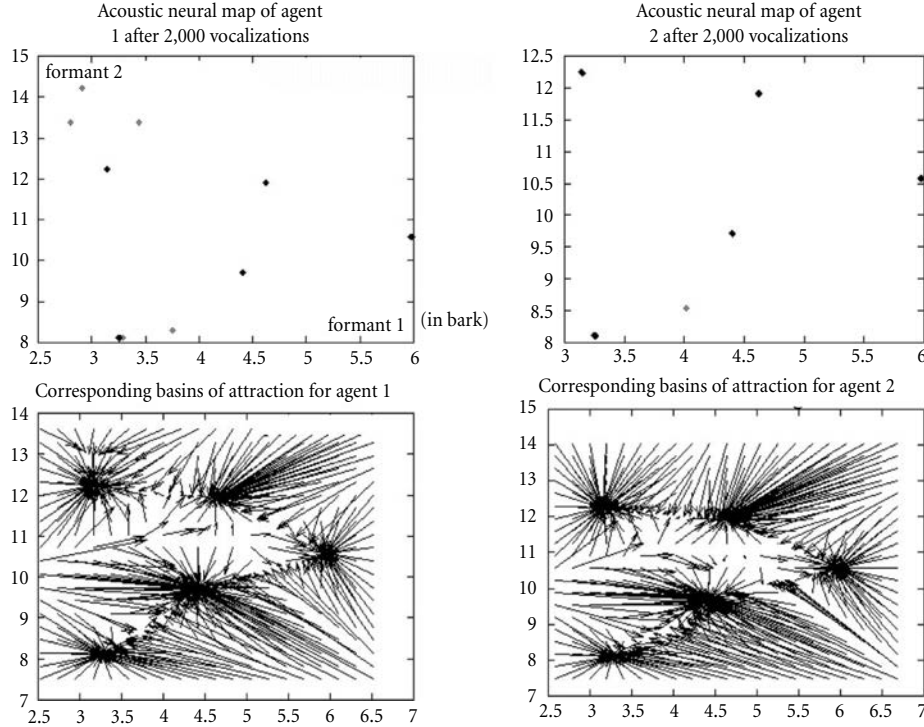 Acoustic neural map of agent
1 after 2,000 vocalizations
15
14
13
12
11
10
9
8
formant 2
formant 1
(in bark)
2.5 3 3.5 4 4.5 5 5.5 6
Acoustic neural map of agent
2 after 2,000 vocalizations
12.5
12
11.5
11
10.5
10
9.5
9
8.5
8
3 3.5 4 4.5 5 5.5 6
Corresponding basins of attraction for agent 1
14
13
12
11
10
9
8
7
2.5 3 3.5 4 4.5 5 5.5 6 6.5 7
Corresponding basins of attraction for agent 2
15
14
13
12
11
10
9
8
7
2.5 3 3.5 4 4.5 5 5.5 6 6.5 7